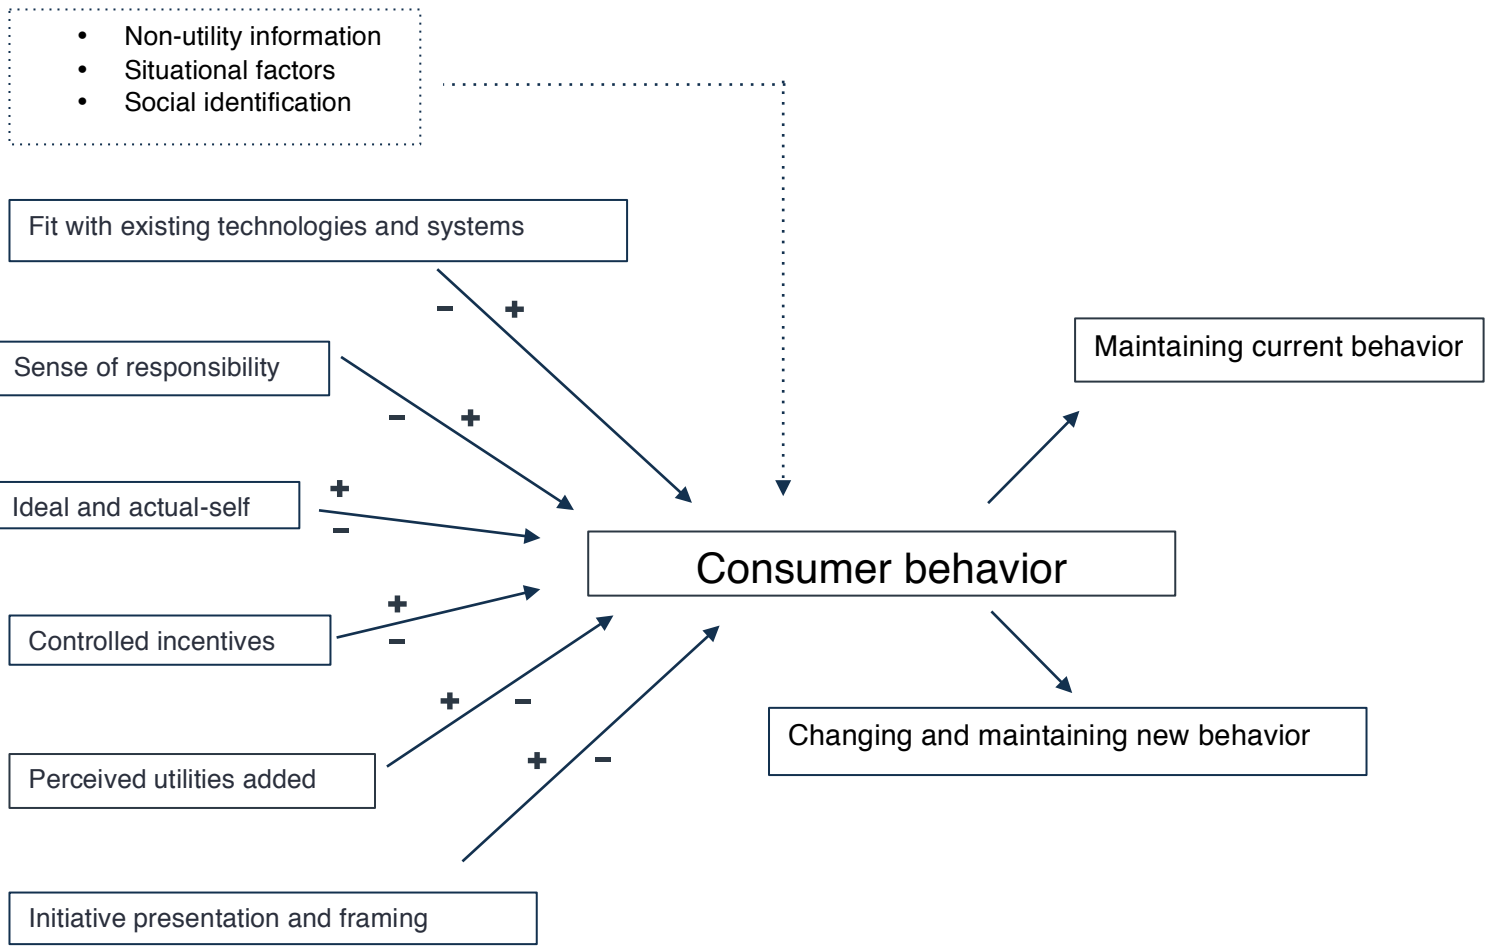 • Non-utility information
• Situational factors
• Social identification
Fit with existing technologies and systems
− +
Maintaining current behavior
Sense of responsibility
− +
Ideal and actual-self
+
−
Consumer behavior
Controlled incentives
+
−
+ −
Changing and maintaining new behavior
Perceived utilities added
+ −
Initiative presentation and framing